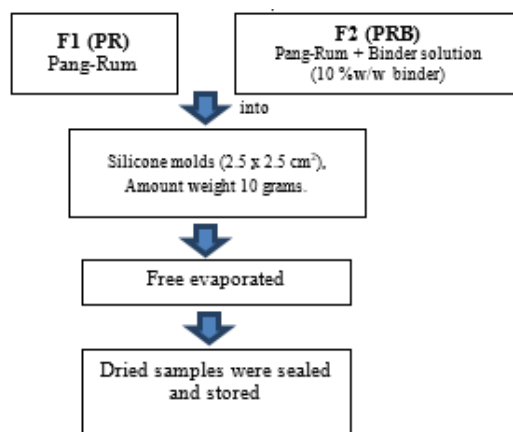 F1 (PR)
Pang-Rum
F2 (PRB)
Pang-Rum + Binder solution
(10 %w/w binder)
into
Silicone molds (2.5 x 2.5 cm²),
Amount weight 10 grams.
Free evaporated
Dried samples were sealed
and stored